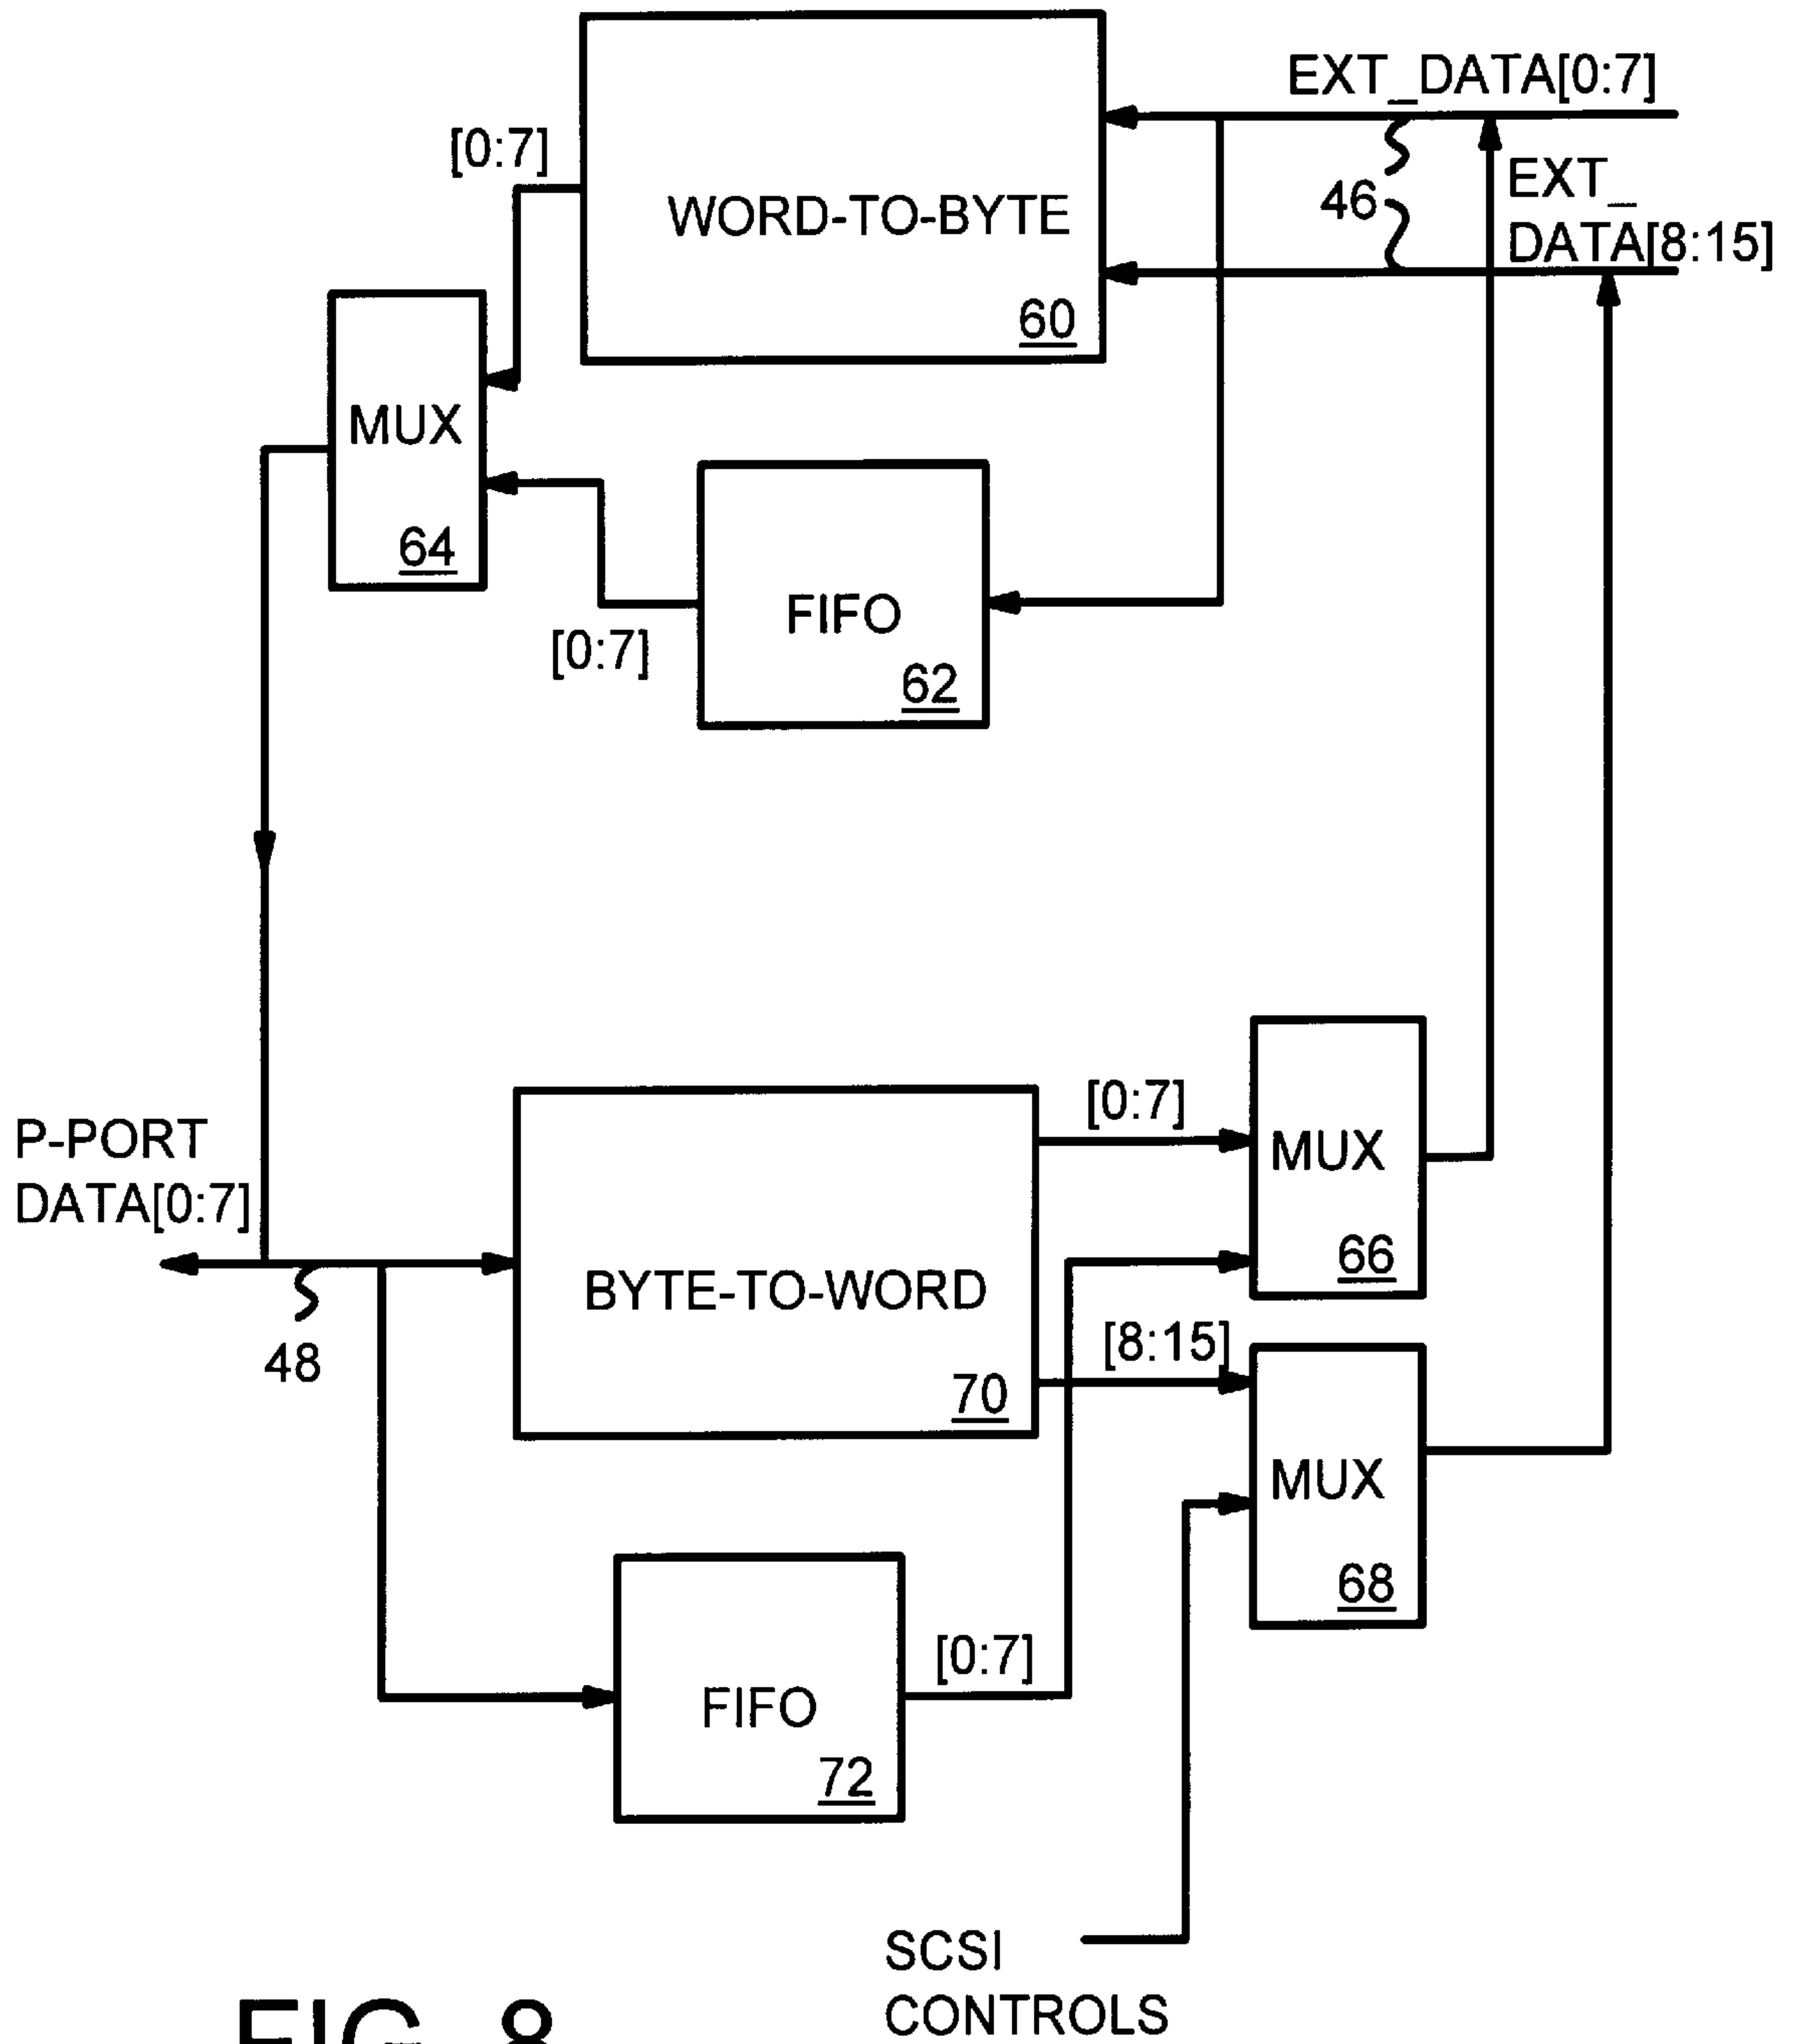 EXT_DATA[0:7]
[0:7]
EXT_
DATA[8:15]
46
WORD-TO-BYTE
60
MUX
64
FIFO
62
[0:7]
P-PORT
DATA[0:7]
48
BYTE-TO-WORD
70
[0:7]
MUX
66
[8:15]
MUX
68
FIFO
72
[0:7]
SCSI
CONTROLS
FIG. 8